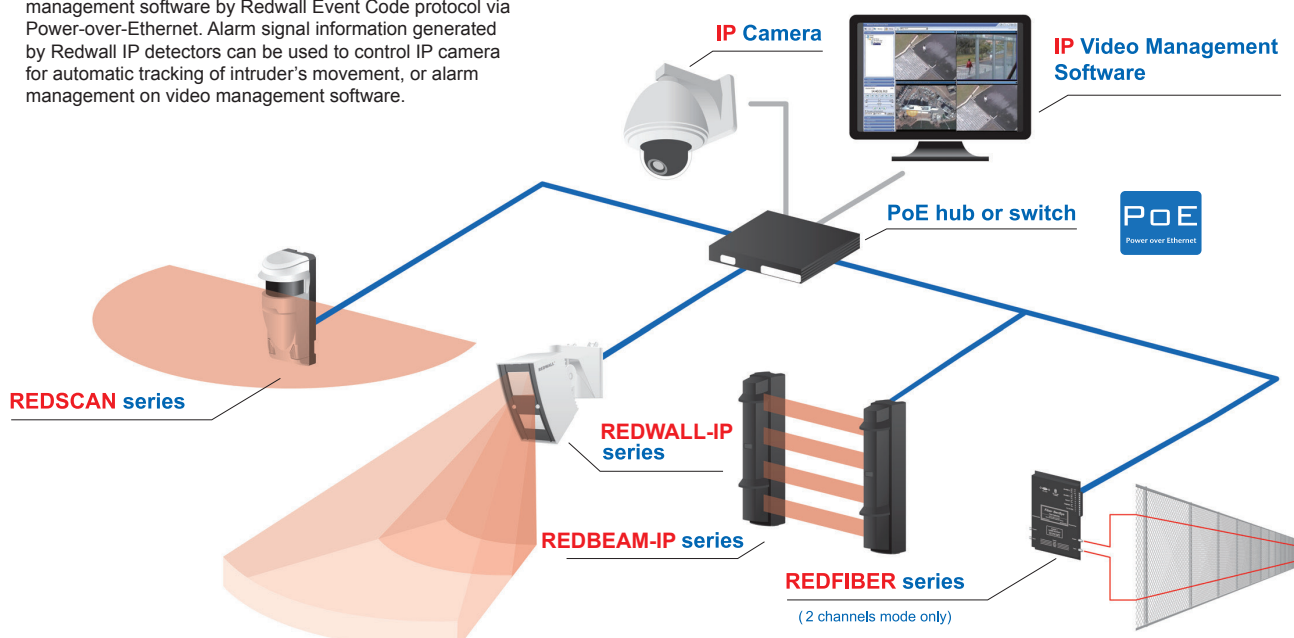 management software by Redwall Event Code protocol via
Power-over-Ethernet. Alarm signal information generated
by Redwall IP detectors can be used to control IP camera
for automatic tracking of intruder's movement, or alarm
management on video management software.
IP Camera
IP Video Management
Software
PoE hub or switch
PoE
Power over Ethernet
REDSCAN series
REDWALL-IP
series
REDBEAM-IP series
REDFIBER series
( 2 channels mode only)